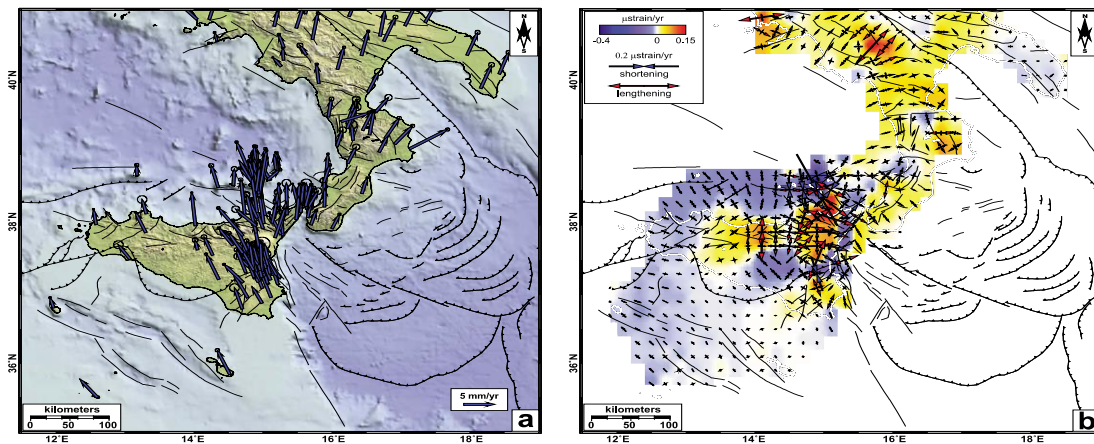 N
S
40°N
38°N
36°N
5 mm/yr
kilometers
0 50 100
a
12°E 14°E 16°E 18°E
N
S
µstrain/yr
-0.4 0 0.15
0.2 µstrain/yr
shortening
lengthening
40°N
38°N
36°N
kilometers
0 50 100
b
12°E 14°E 16°E 18°E